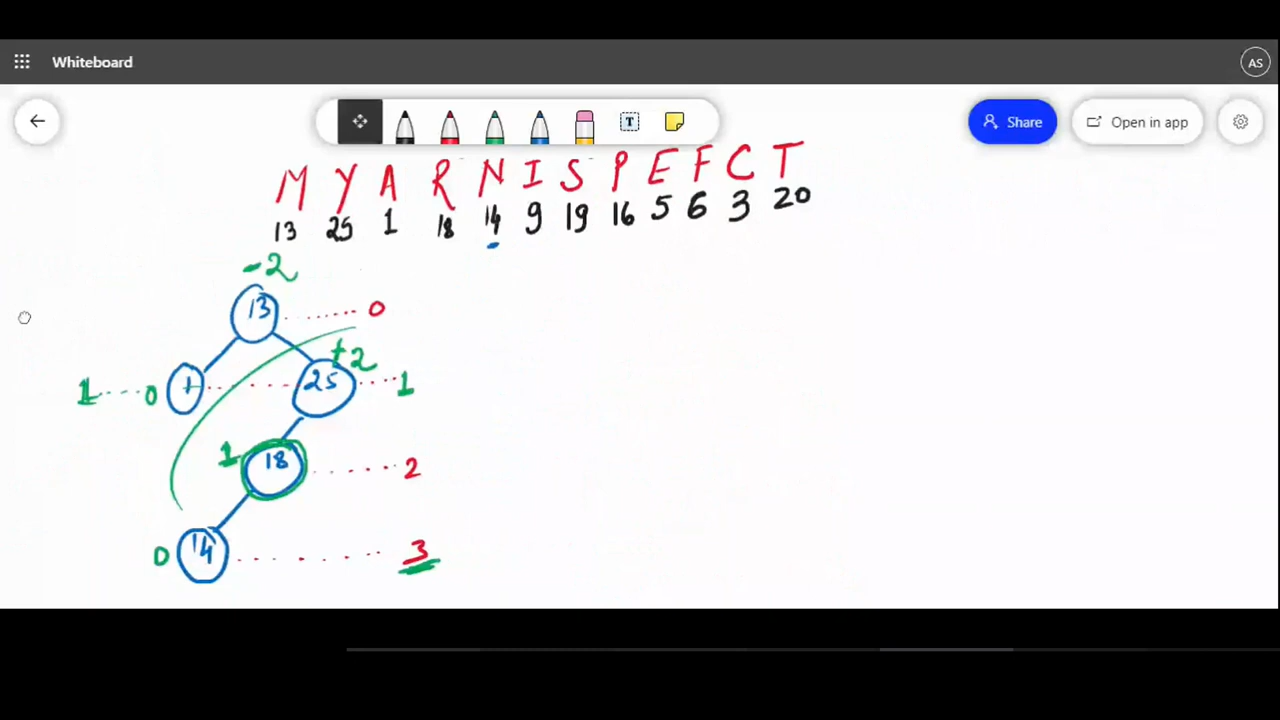 Whiteboard
AS
T
Share
Open in app
M Y A R N I S P E F C T
13 25 1 18 14 9 19 16 5 6 3 20
-2
13 0
+2
1 0 1 25 1
1 18 2
0 14 3